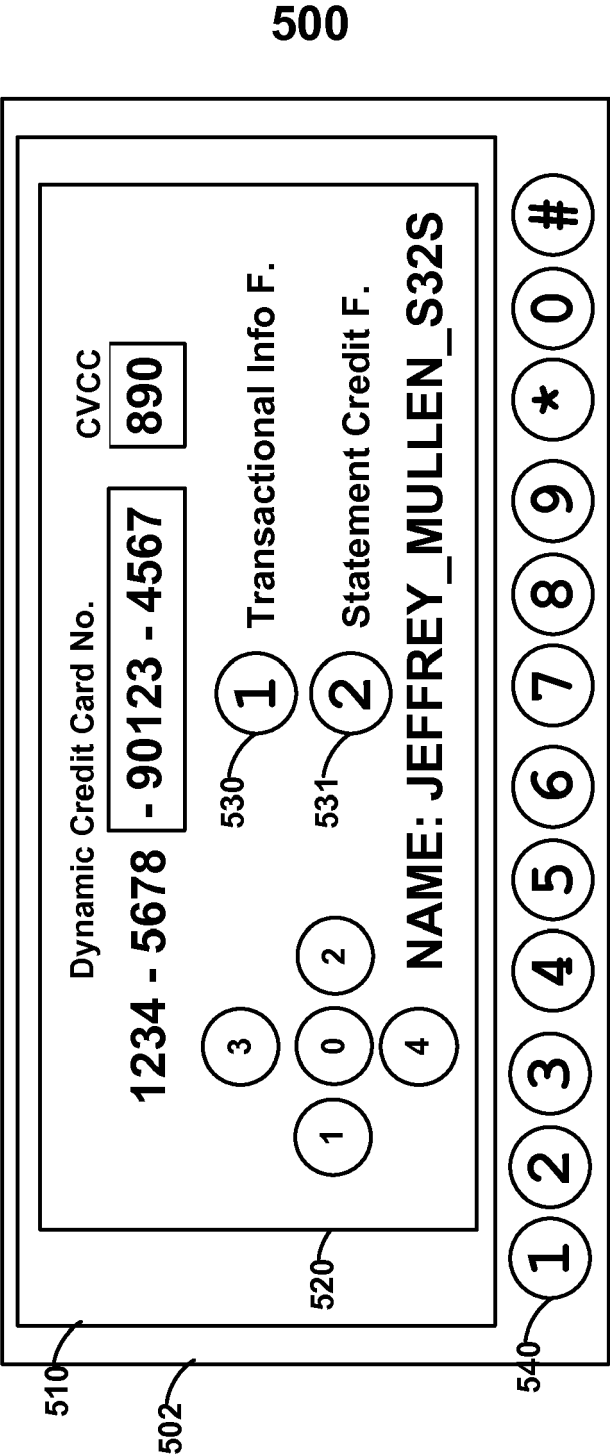 500
Dynamic Credit Card No.
CVCC
1234 - 5678 - 90123 - 4567
890
3
530
1
Transactional Info F.
1
0
2
531
2
Statement Credit F.
4
NAME: JEFFREY_MULLEN_S32S
510
502
520
540
1 2 3 4 5 6 7 8 9 * 0 #